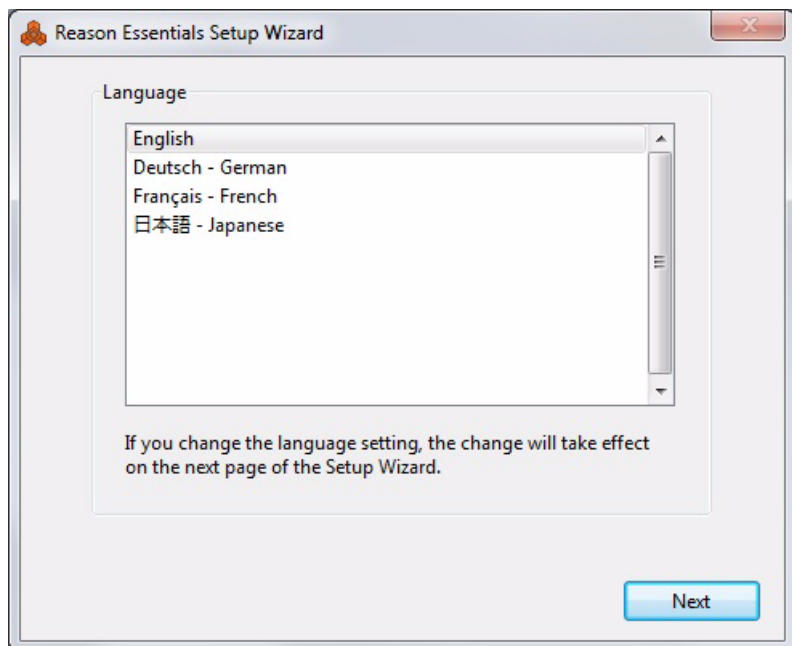 Reason Essentials Setup Wizard
Language
English
Deutsch - German
Français - French
日本語 - Japanese
If you change the language setting, the change will take effect
on the next page of the Setup Wizard.
Next